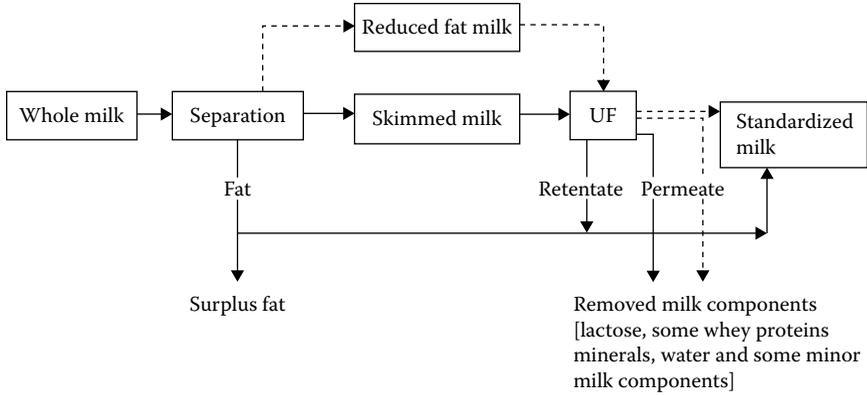 Reduced fat milk
Whole milk
Separation
Skimmed milk
UF
Standardized
milk
Fat
Retentate
Permeate
Surplus fat
Removed milk components
[lactose, some whey proteins
minerals, water and some minor
milk components]